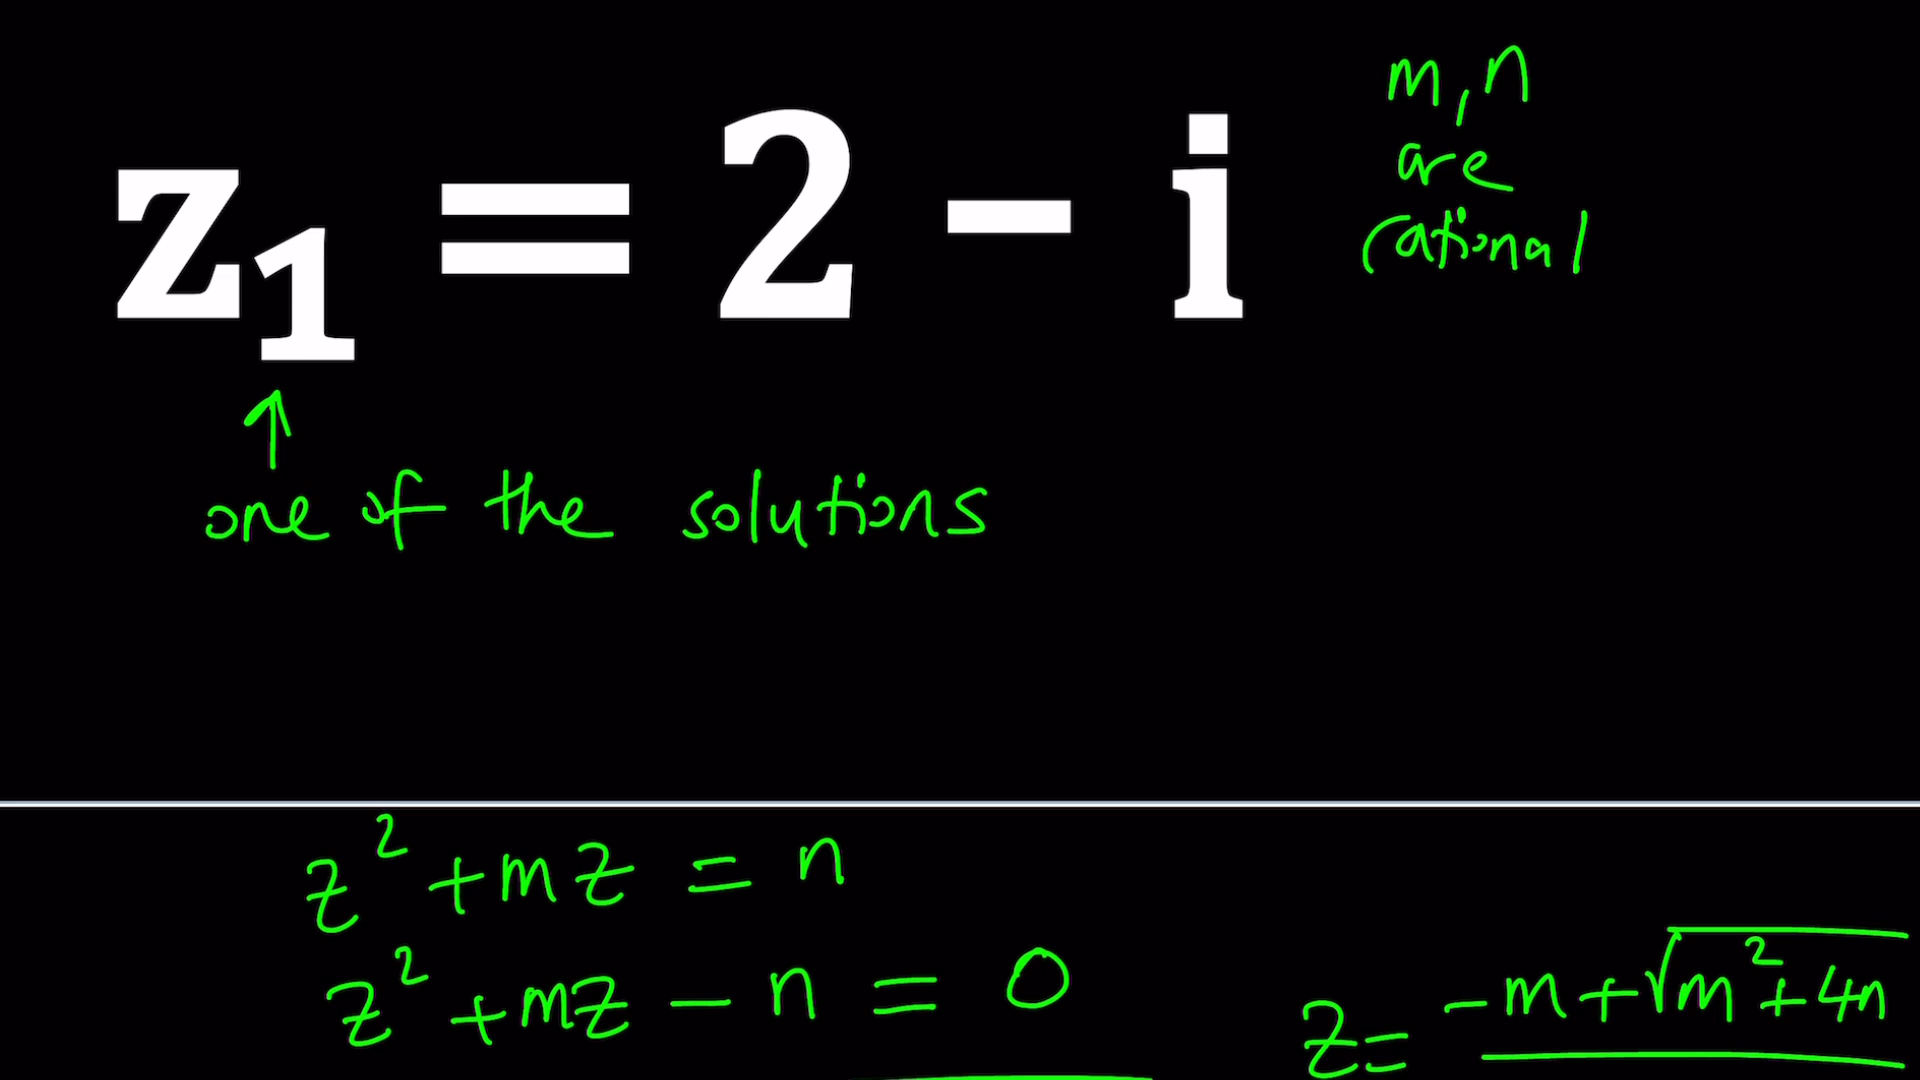 z₁ = 2 − i
m, n
are
rational
↑
one of the solutions
z² + mz = n
z² + mz − n = 0
z = −m + √m² + 4n